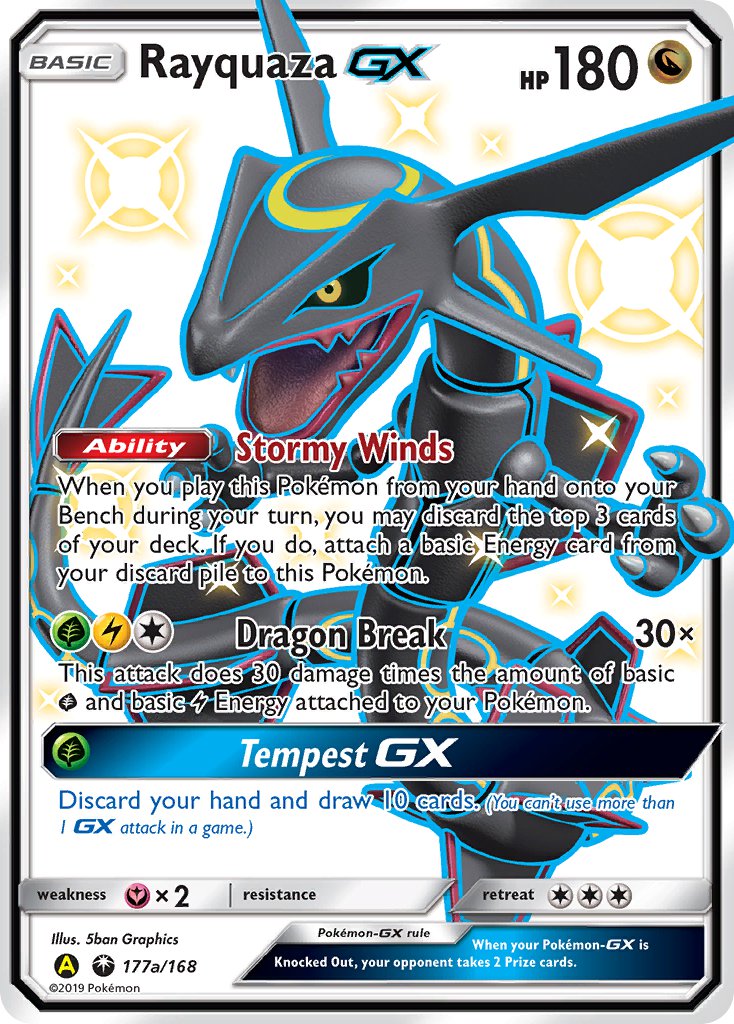 BASIC Rayquaza GX HP 180
Ability Stormy Winds
When you play this Pokémon from your hand onto your
Bench during your turn, you may discard the top 3 cards
of your deck. If you do, attach a basic Energy card from
your discard pile to this Pokémon.
Dragon Break 30×
This attack does 30 damage times the amount of basic
and basic Energy attached to your Pokémon.
Tempest GX
Discard your hand and draw 10 cards. (You can't use more than
1 GX attack in a game.)
weakness ×2 resistance retreat
Illus. 5ban Graphics
A 177a/168
©2019 Pokémon
Pokémon-GX rule
When your Pokémon-GX is
Knocked Out, your opponent takes 2 Prize cards.